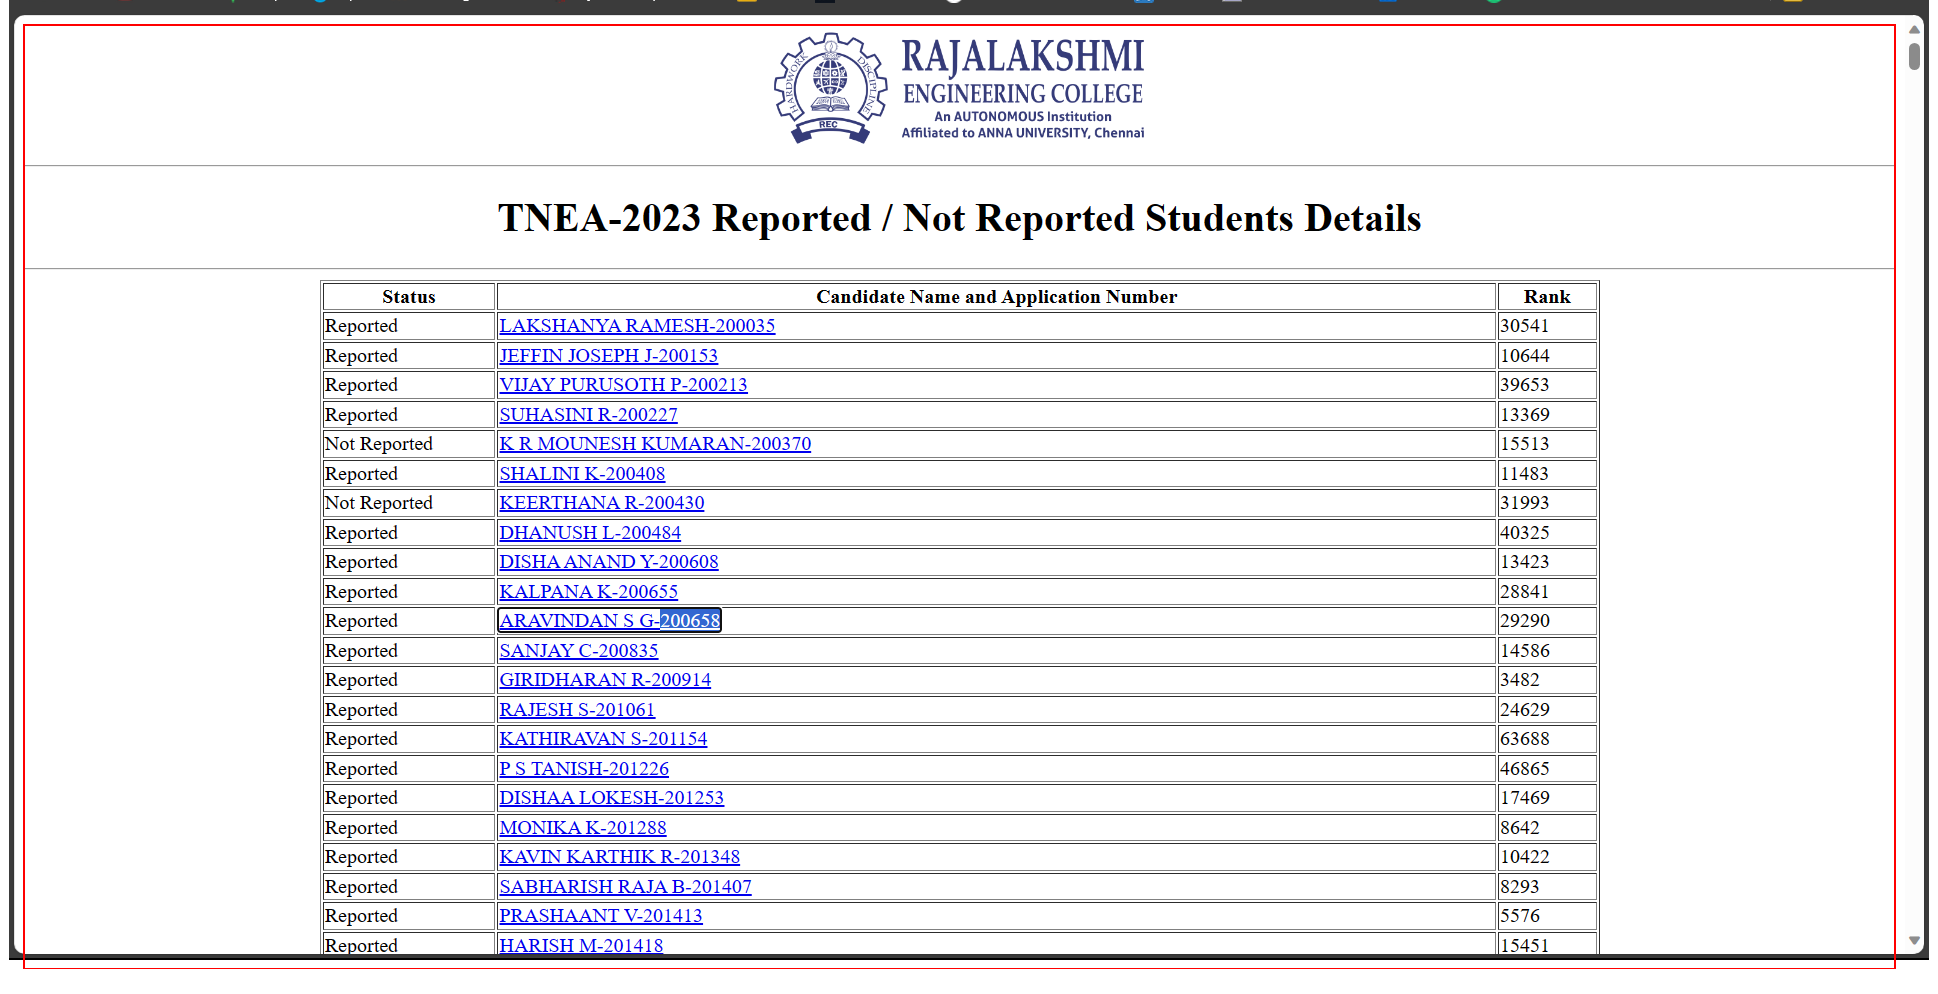 HARDWORK
DISCIPLINE
REC
RAJALAKSHMI
ENGINEERING COLLEGE
An AUTONOMOUS Institution
Affiliated to ANNA UNIVERSITY, Chennai
TNEA-2023 Reported / Not Reported Students Details
Status Candidate Name and Application Number Rank
Reported LAKSHANYA RAMESH-200035 30541
Reported JEFFIN JOSEPH J-200153 10644
Reported VIJAY PURUSOTH P-200213 39653
Reported SUHASINI R-200227 13369
Not Reported K R MOUNESH KUMARAN-200370 15513
Reported SHALINI K-200408 11483
Not Reported KEERTHANA R-200430 31993
Reported DHANUSH L-200484 40325
Reported DISHA ANAND Y-200608 13423
Reported KALPANA K-200655 28841
Reported ARAVINDAN S G-200658 29290
Reported SANJAY C-200835 14586
Reported GIRIDHARAN R-200914 3482
Reported RAJESH S-201061 24629
Reported KATHIRAVAN S-201154 63688
Reported P S TANISH-201226 46865
Reported DISHAA LOKESH-201253 17469
Reported MONIKA K-201288 8642
Reported KAVIN KARTHIK R-201348 10422
Reported SABHARISH RAJA B-201407 8293
Reported PRASHAANT V-201413 5576
Reported HARISH M-201418 15451